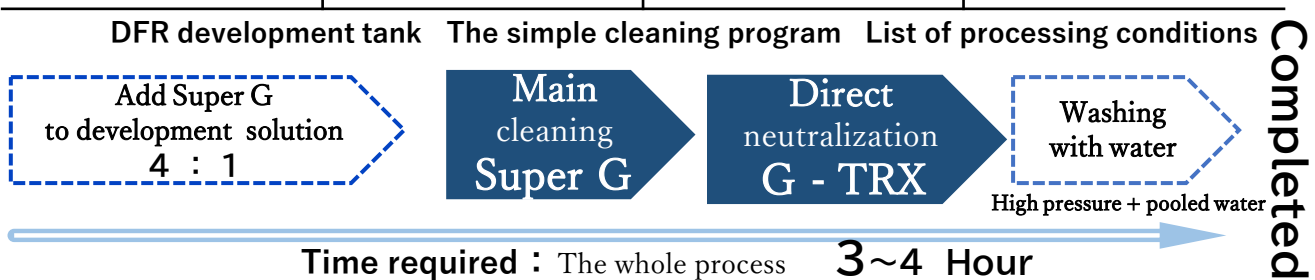 DFR development tank The simple cleaning program List of processing conditions
Add Super G
to development solution
4 : 1
Main
cleaning
Super G
Direct
neutralization
G - TRX
Washing
with water
High pressure + pooled water
Completed
Time required : The whole process 3~4 Hour